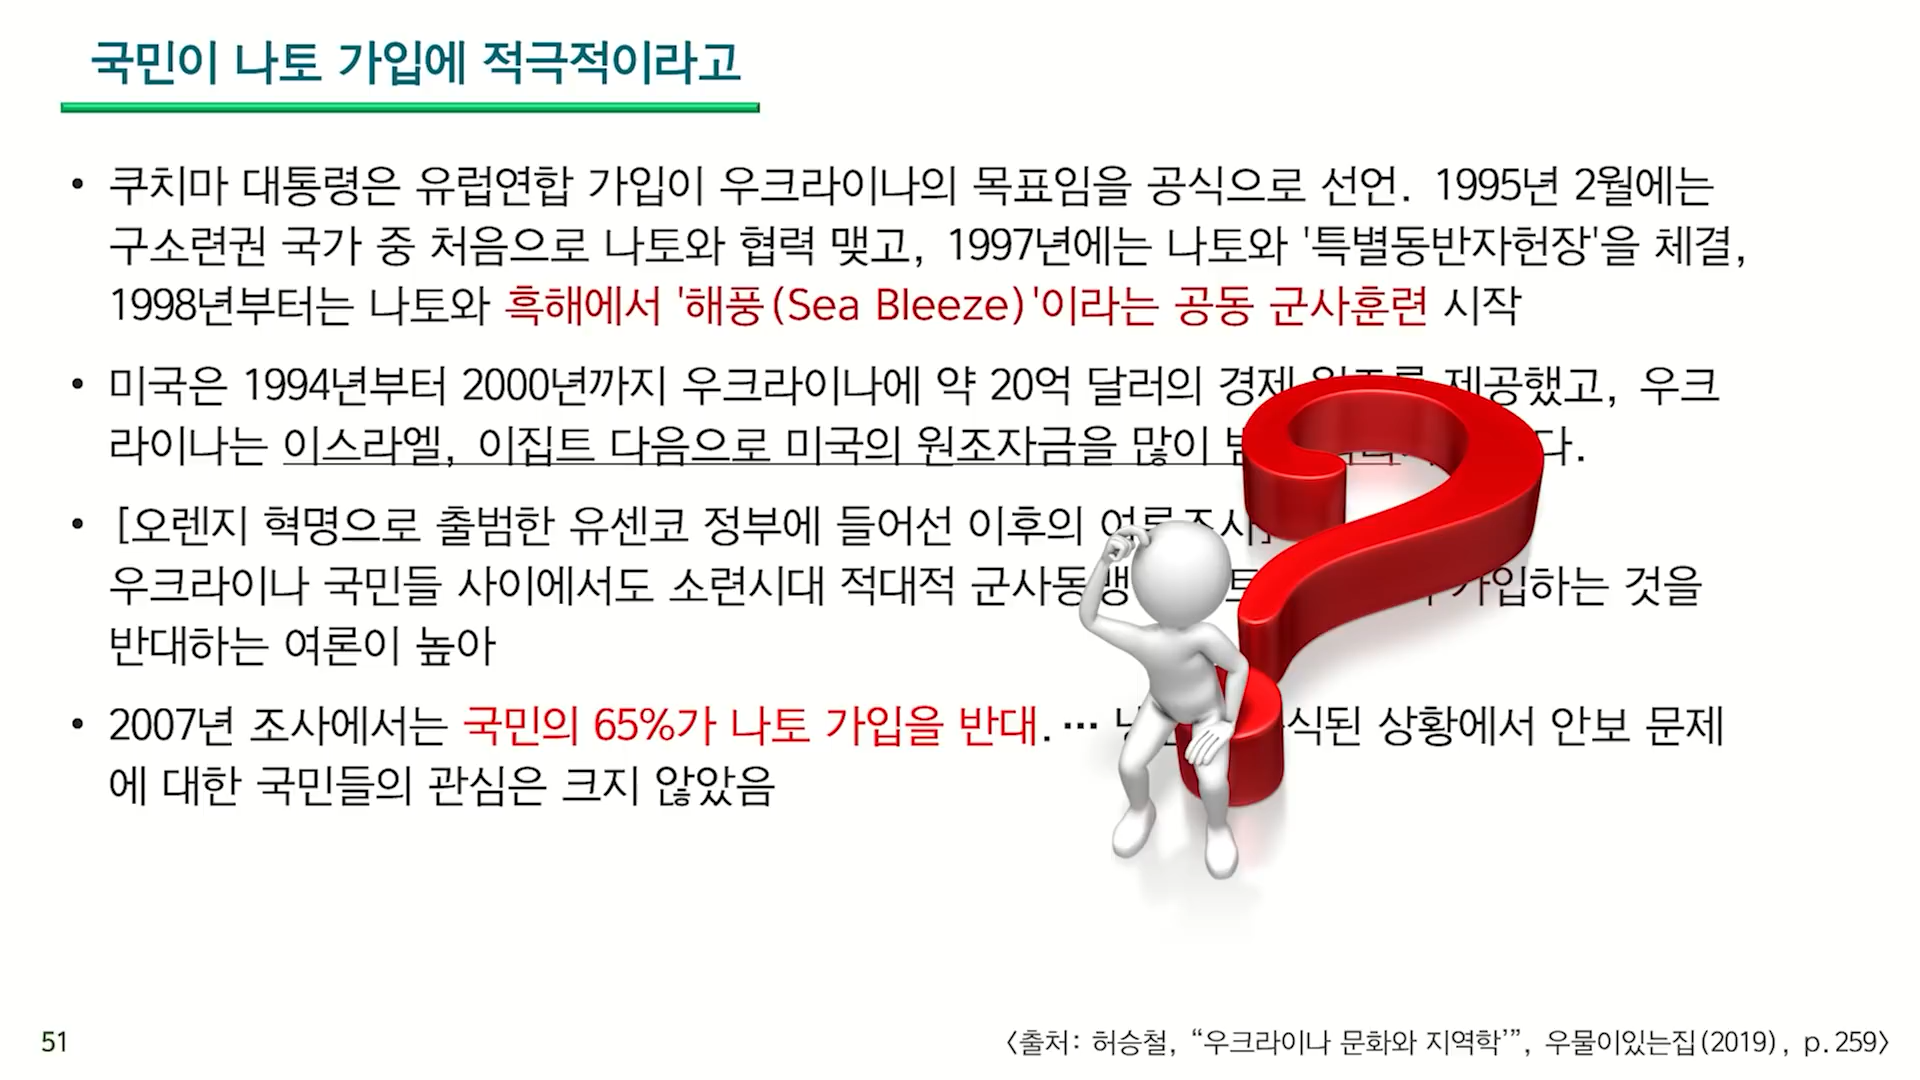 국민이 나토 가입에 적극적이라고
• 쿠치마 대통령은 유럽연합 가입이 우크라이나의 목표임을 공식으로 선언. 1995년 2월에는
구소련권 국가 중 처음으로 나토와 협력 맺고, 1997년에는 나토와 '특별동반자헌장'을 체결,
1998년부터는 나토와 흑해에서 '해풍(Sea Bleeze)'이라는 공동 군사훈련 시작
• 미국은 1994년부터 2000년까지 우크라이나에 약 20억 달러의 경제 원조를 제공했고, 우크
라이나는 이스라엘, 이집트 다음으로 미국의 원조자금을 많이
• [오렌지 혁명으로 출범한 유센코 정부에 들어선 이후의 여론조사]
우크라이나 국민들 사이에서도 소련시대 적대적 가입하는 것을
반대하는 여론이 높아
• 2007년 조사에서는 국민의 65%가 나토 가입을 반대. ··· 상황에서 안보 문제
에 대한 국민들의 관심은 크지 않았음
51
〈출처: 허승철, “우크라이나 문화와 지역학’”, 우물이있는집(2019), p.259〉